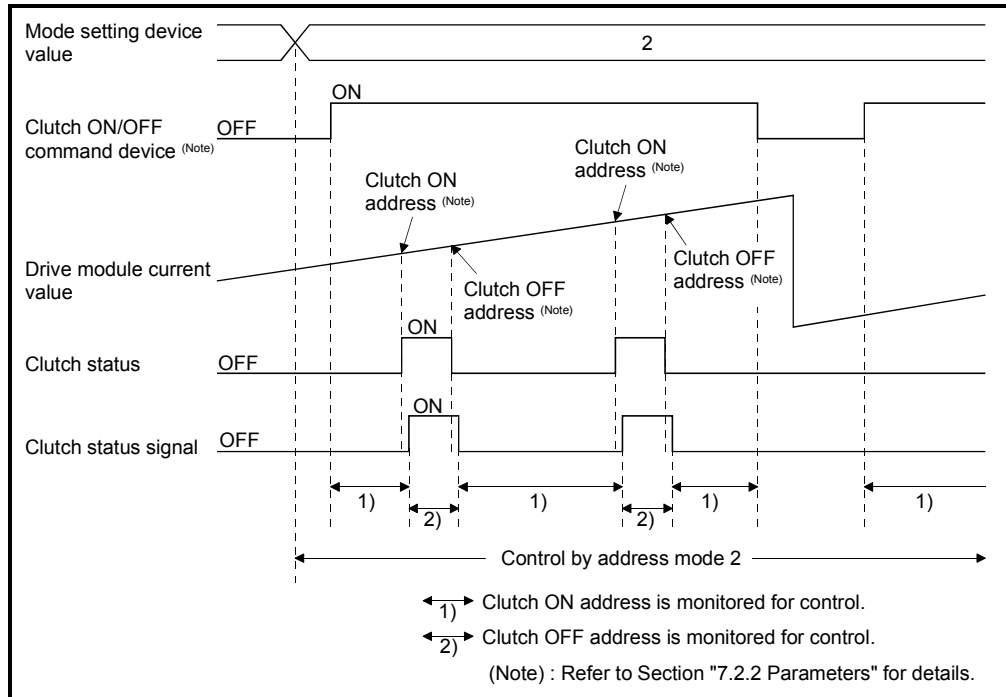 Mode setting device
value
2
ON
Clutch ON/OFF
command device (Note)
OFF
Clutch ON
address (Note)
Clutch ON
address (Note)
Drive module current
value
Clutch OFF
address (Note)
Clutch OFF
address (Note)
ON
Clutch status
OFF
ON
Clutch status signal
OFF
1)
2)
1)
2)
1)
1)
Control by address mode 2
1) Clutch ON address is monitored for control.
2) Clutch OFF address is monitored for control.
(Note) : Refer to Section "7.2.2 Parameters" for details.